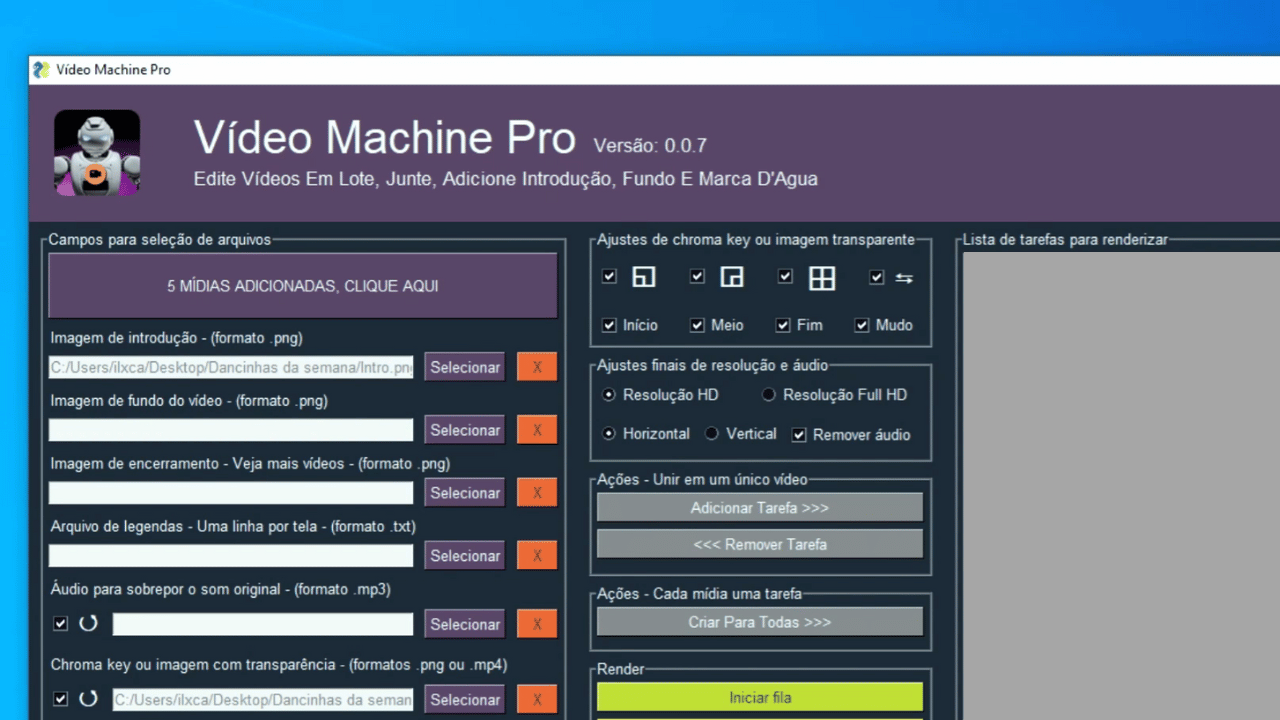 Vídeo Machine Pro
Vídeo Machine Pro Versão: 0.0.7
Edite Vídeos Em Lote, Junte, Adicione Introdução, Fundo E Marca D'Agua
Campos para seleção de arquivos
5 MÍDIAS ADICIONADAS, CLIQUE AQUI
Imagem de introdução - (formato .png)
C:/Users/ilxca/Desktop/Dancinhas da semana/Intro.png Selecionar X
Imagem de fundo do vídeo - (formato .png)
Selecionar X
Imagem de encerramento - Veja mais vídeos - (formato .png)
Selecionar X
Arquivo de legendas - Uma linha por tela - (formato .txt)
Selecionar X
Áudio para sobrepor o som original - (formato .mp3)
Selecionar X
Chroma key ou imagem com transparência - (formatos .png ou .mp4)
C:/Users/ilxca/Desktop/Dancinhas da seman Selecionar X
Ajustes de chroma key ou imagem transparente
Início Meio Fim Mudo
Ajustes finais de resolução e áudio
Resolução HD Resolução Full HD
Horizontal Vertical Remover áudio
Ações - Unir em um único vídeo
Adicionar Tarefa >>>
<<< Remover Tarefa
Ações - Cada mídia uma tarefa
Criar Para Todas >>>
Render
Iniciar fila
Lista de tarefas para renderizar